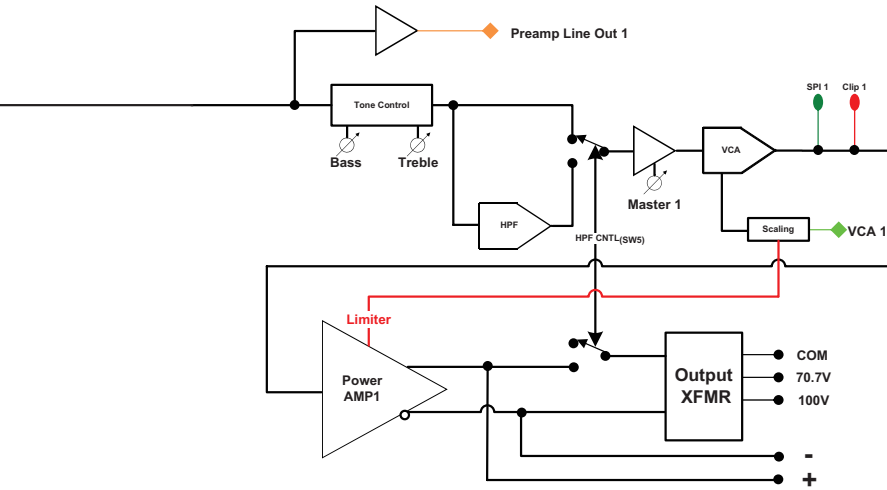 Preamp Line Out 1
Tone Control
Bass
Treble
SPI 1
Clip 1
VCA
Master 1
HPF
Scaling
VCA 1
HPF CNTL(SW5)
Limiter
Power
AMP1
Output
XFMR
COM
70.7V
100V
-
+